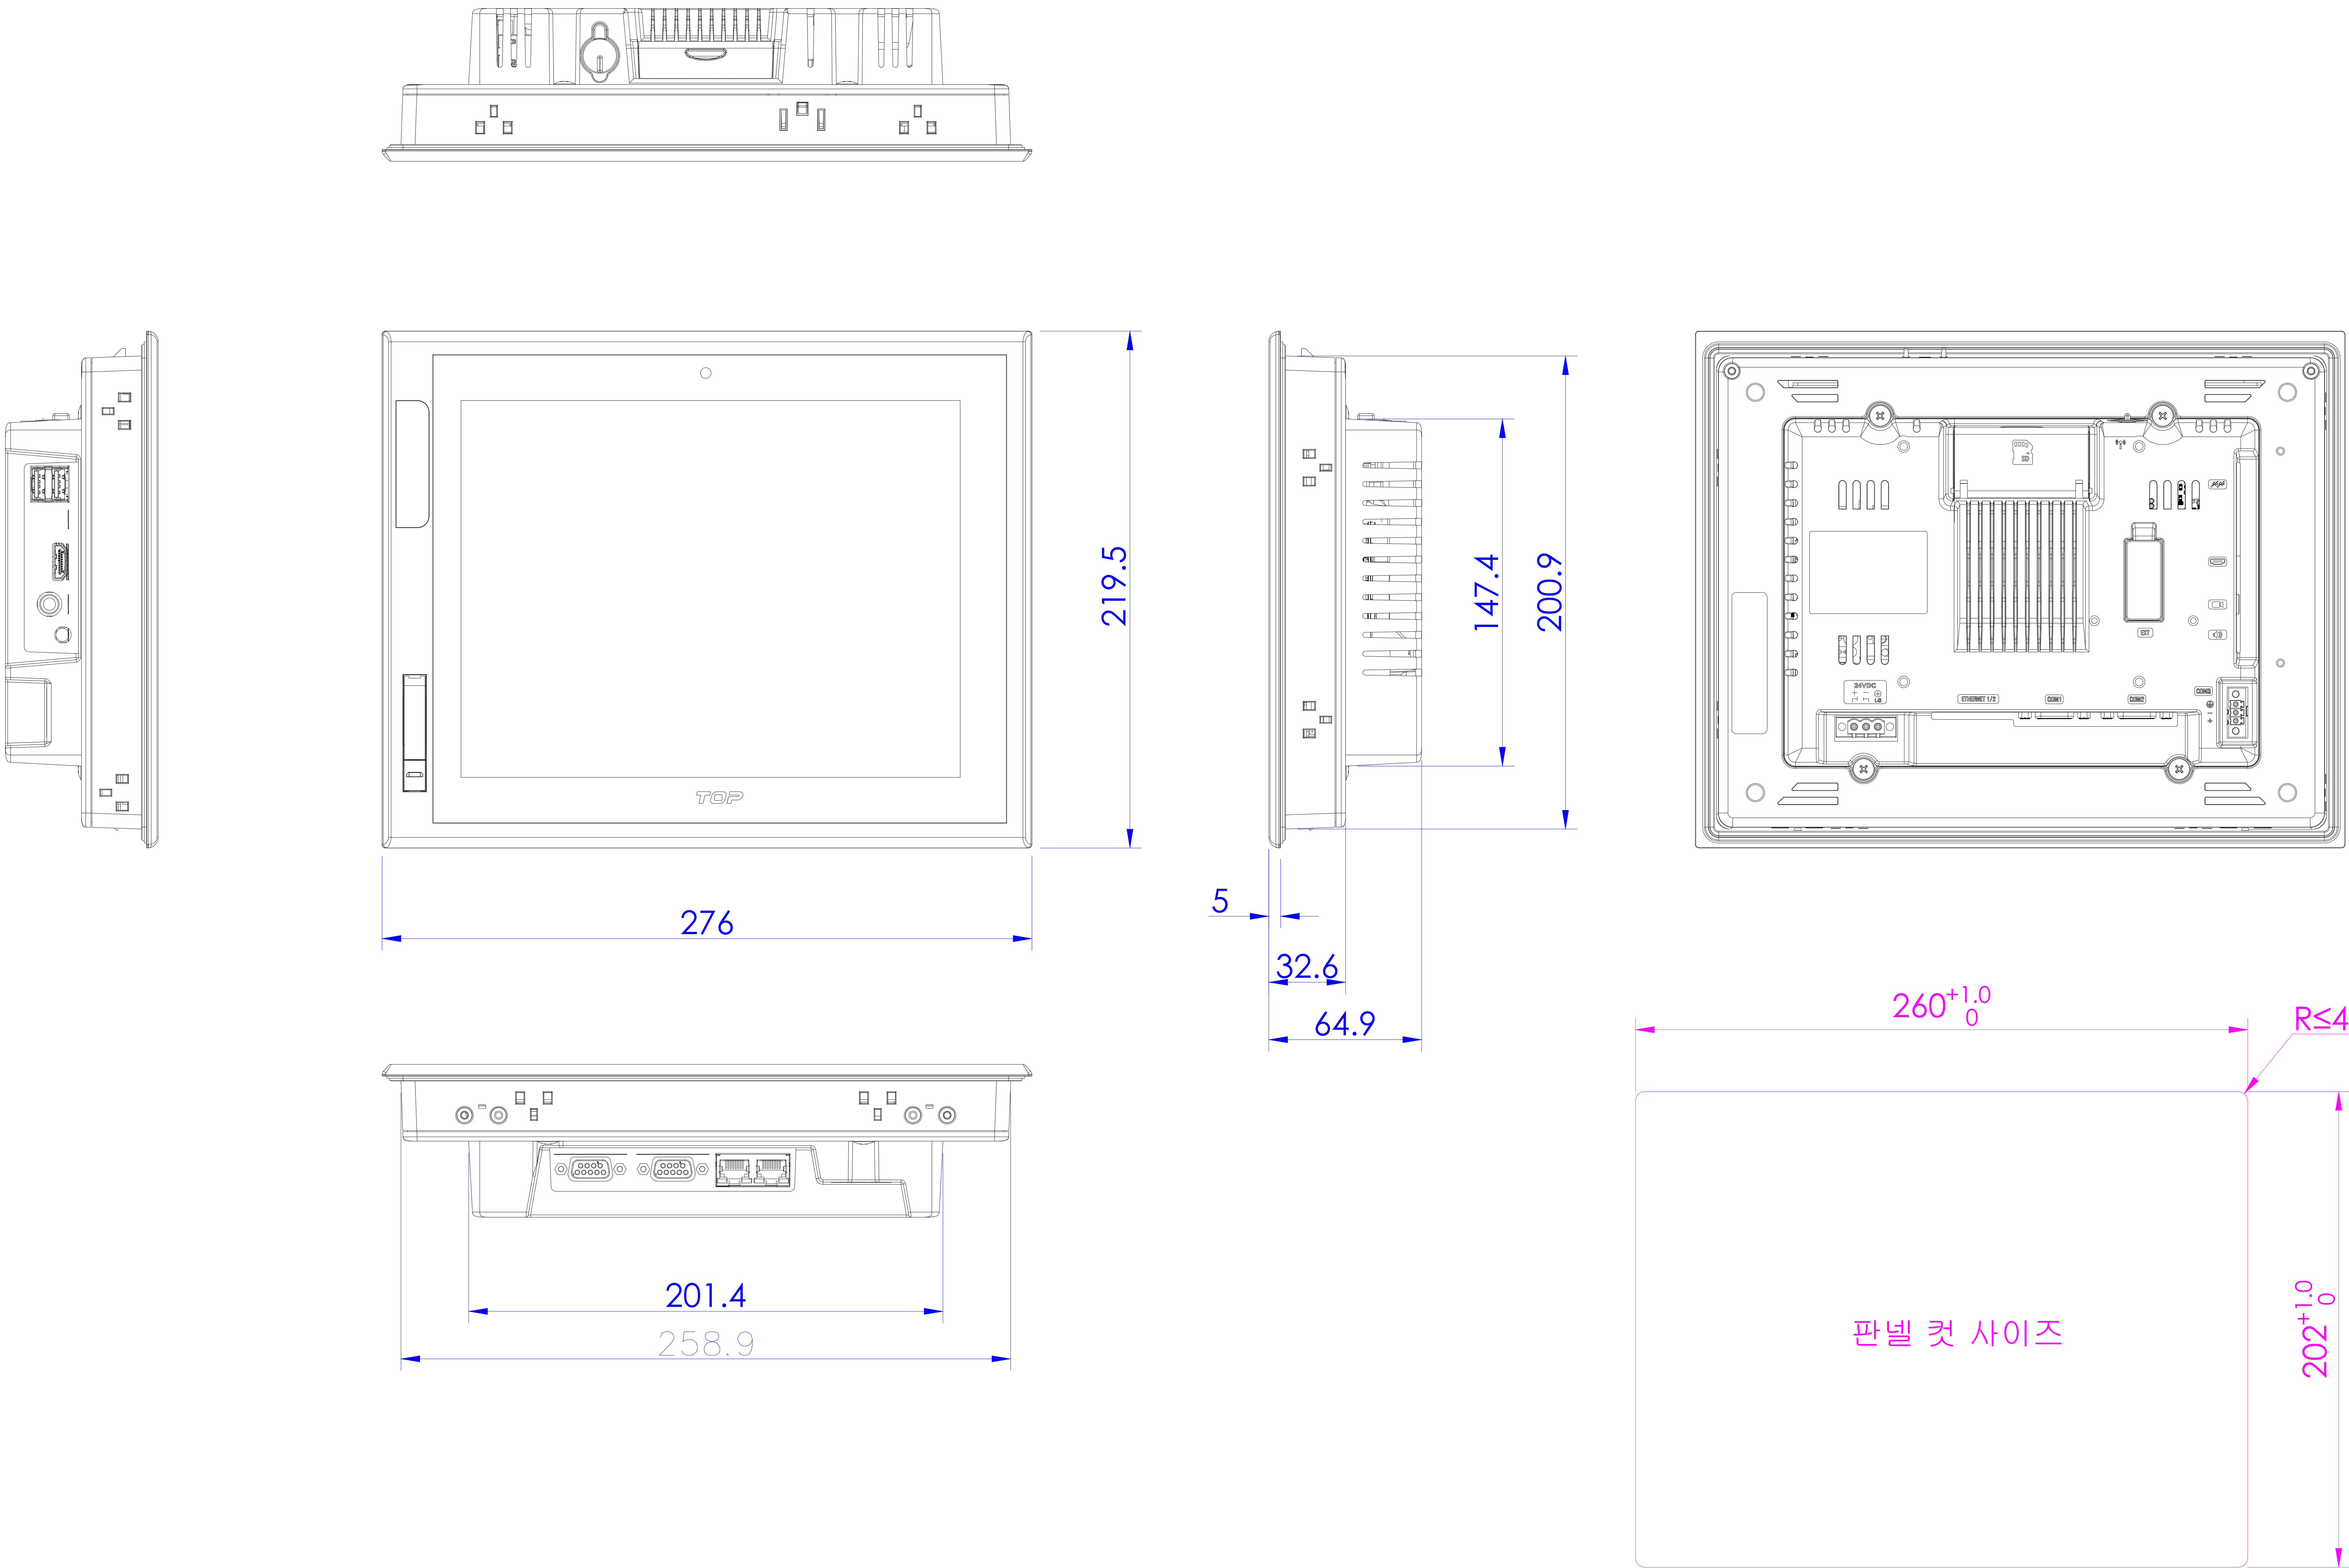 TOP
219.5
276
147.4
200.9
5
32.6
64.9
SD
EXT
24VDC
+ −
LG
ETHERNET 1/2
COM1
COM2
COM3
−
+
201.4
258.9
260 +1.0 0
R≤4
202 +1.0 0
판넬 컷 사이즈